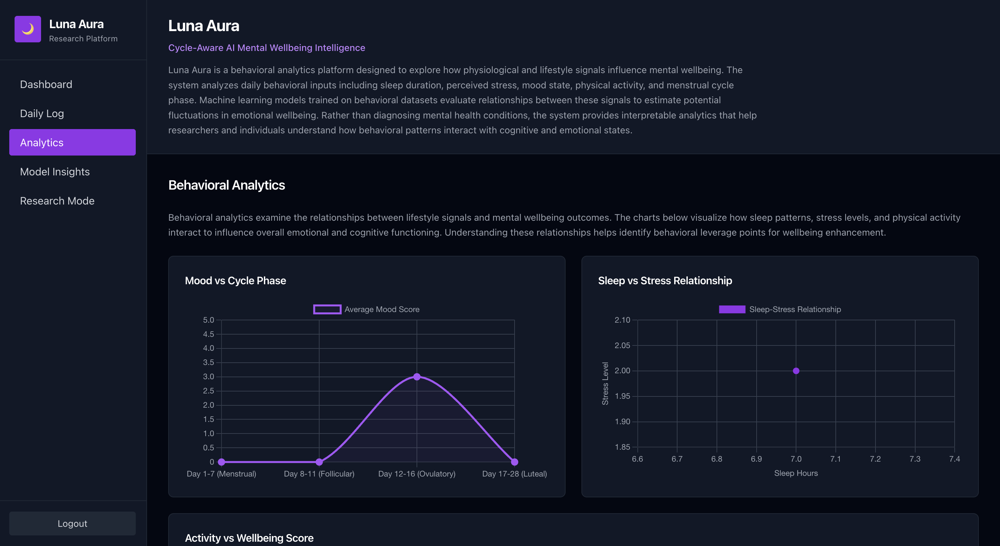 Luna Aura
Research Platform
Dashboard
Daily Log
Analytics
Model Insights
Research Mode
Logout
Luna Aura
Cycle-Aware AI Mental Wellbeing Intelligence
Luna Aura is a behavioral analytics platform designed to explore how physiological and lifestyle signals influence mental wellbeing. The
system analyzes daily behavioral inputs including sleep duration, perceived stress, mood state, physical activity, and menstrual cycle
phase. Machine learning models trained on behavioral datasets evaluate relationships between these signals to estimate potential
fluctuations in emotional wellbeing. Rather than diagnosing mental health conditions, the system provides interpretable analytics that help
researchers and individuals understand how behavioral patterns interact with cognitive and emotional states.
Behavioral Analytics
Behavioral analytics examine the relationships between lifestyle signals and mental wellbeing outcomes. The charts below visualize how sleep patterns, stress levels, and physical activity
interact to influence overall emotional and cognitive functioning. Understanding these relationships helps identify behavioral leverage points for wellbeing enhancement.
Mood vs Cycle Phase
Average Mood Score
5.0
4.5
4.0
3.5
3.0
2.5
2.0
1.5
1.0
0.5
0
Day 1-7 (Menstrual) Day 8-11 (Follicular) Day 12-16 (Ovulatory) Day 17-28 (Luteal)
Sleep vs Stress Relationship
Sleep-Stress Relationship
Stress Level
2.10
2.05
2.00
1.95
1.90
1.85
6.6 6.7 6.8 6.9 7.0 7.1 7.2 7.3 7.4
Sleep Hours
Activity vs Wellbeing Score